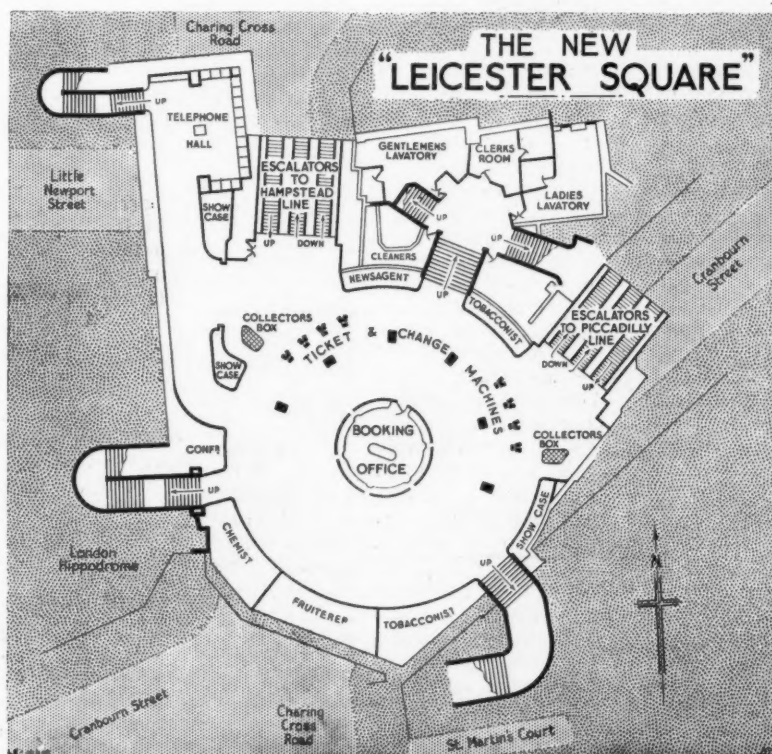 THE NEW
"LEICESTER SQUARE"
Charing Cross
Road
UP
TELEPHONE
HALL
Little
Newport
Street
SHOW
CASE
ESCALATORS
TO
HAMPSTEAD
LINE
UP DOWN
GENTLEMENS
LAVATORY
CLERKS
ROOM
LADIES
LAVATORY
UP
UP
CLEANERS
NEWSAGENT
UP
TOBACCONIST
Cranbourn
Street
ESCALATORS
TO PICCADILLY
LINE
DOWN
UP
COLLECTORS
BOX
SHOW
CASE
TICKET & CHANGE MACHINES
BOOKING
OFFICE
COLLECTORS
BOX
CONFR
UP
SHOW CASE
CHEMIST
FRUITERER
TOBACCONIST
UP
London
Hippodrome
N
Cranbourn Street
Charing
Cross
Road
St. Martin's Court